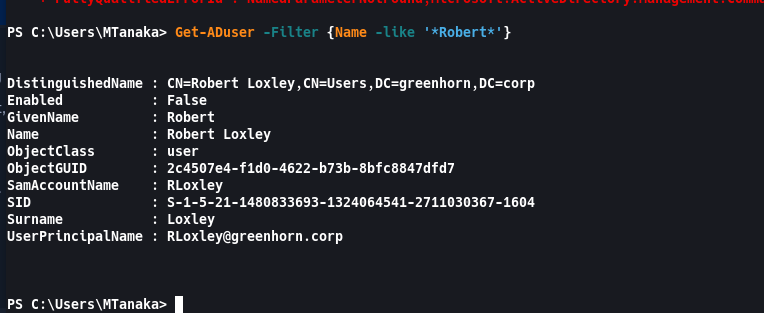 + FullyQualifiedErrorId : NamedParameterNotFound,Microsoft.ActiveDirectory.Management.Comma
PS C:\Users\MTanaka> Get-ADuser -Filter {Name -like '*Robert*'}
DistinguishedName : CN=Robert Loxley,CN=Users,DC=greenhorn,DC=corp
Enabled : False
GivenName : Robert
Name : Robert Loxley
ObjectClass : user
ObjectGUID : 2c4507e4-f1d0-4622-b73b-8bfc8847dfd7
SamAccountName : RLoxley
SID : S-1-5-21-1480833693-1324064541-2711030367-1604
Surname : Loxley
UserPrincipalName : RLoxley@greenhorn.corp
PS C:\Users\MTanaka>